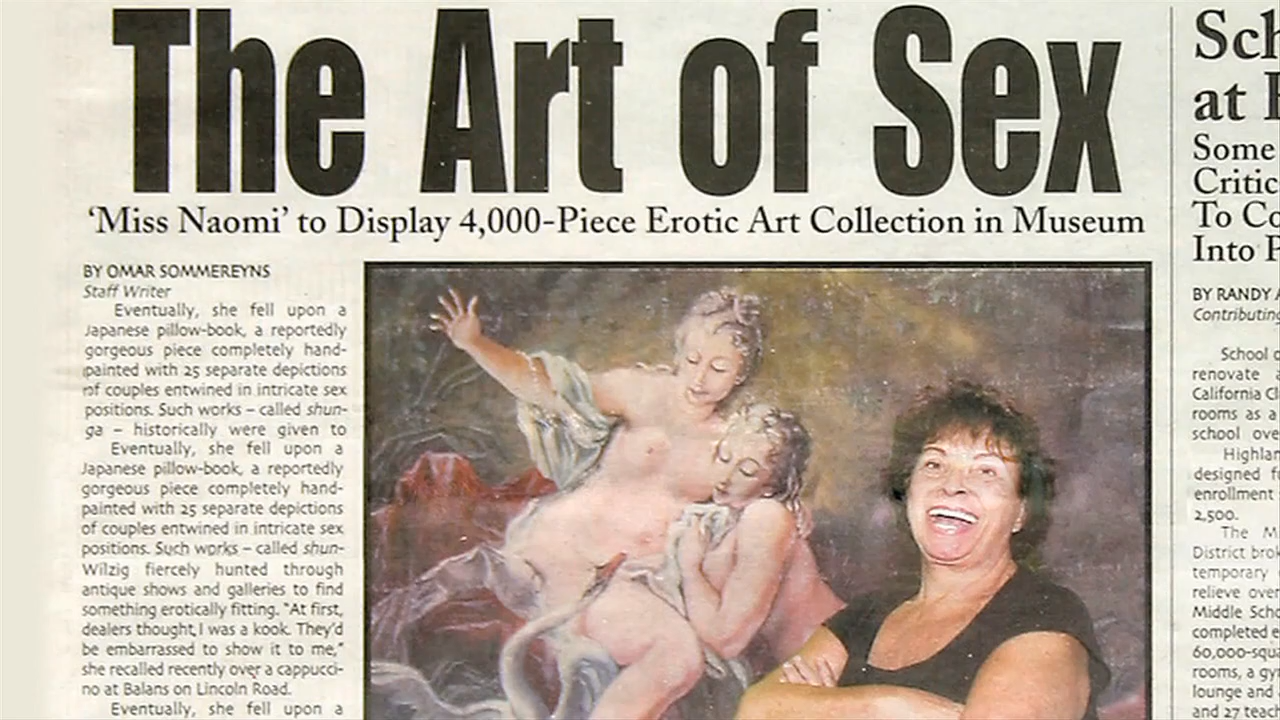 The Art of Sex
'Miss Naomi' to Display 4,000-Piece Erotic Art Collection in Museum
BY OMAR SOMMEREYNS
Staff Writer
Eventually, she fell upon a
Japanese pillow-book, a reportedly
gorgeous piece completely hand-
painted with 25 separate depictions
of couples entwined in intricate sex
positions. Such works – called shun-
ga – historically were given to
Eventually, she fell upon a
Japanese pillow-book, a reportedly
gorgeous piece completely hand-
painted with 25 separate depictions
of couples entwined in intricate sex
positions. Such works – called shun-
Wilzig fiercely hunted through
antique shows and galleries to find
something erotically fitting. "At first,
dealers thought I was a kook. They'd
be embarrassed to show it to me,"
she recalled recently over a cappucci-
no at Balans on Lincoln Road.
Eventually, she fell upon a
Sch
at
Some
Critic
To Co
Into P
BY RANDY A
Contributing
School o
renovate a
California Cl
rooms as a
school ove
Highlan
designed f
enrollment
2,500.
The M
District bro
temporary
relieve over
Middle Scho
completed e
60,000-squa
rooms, a gy
lounge and
and 27 teach